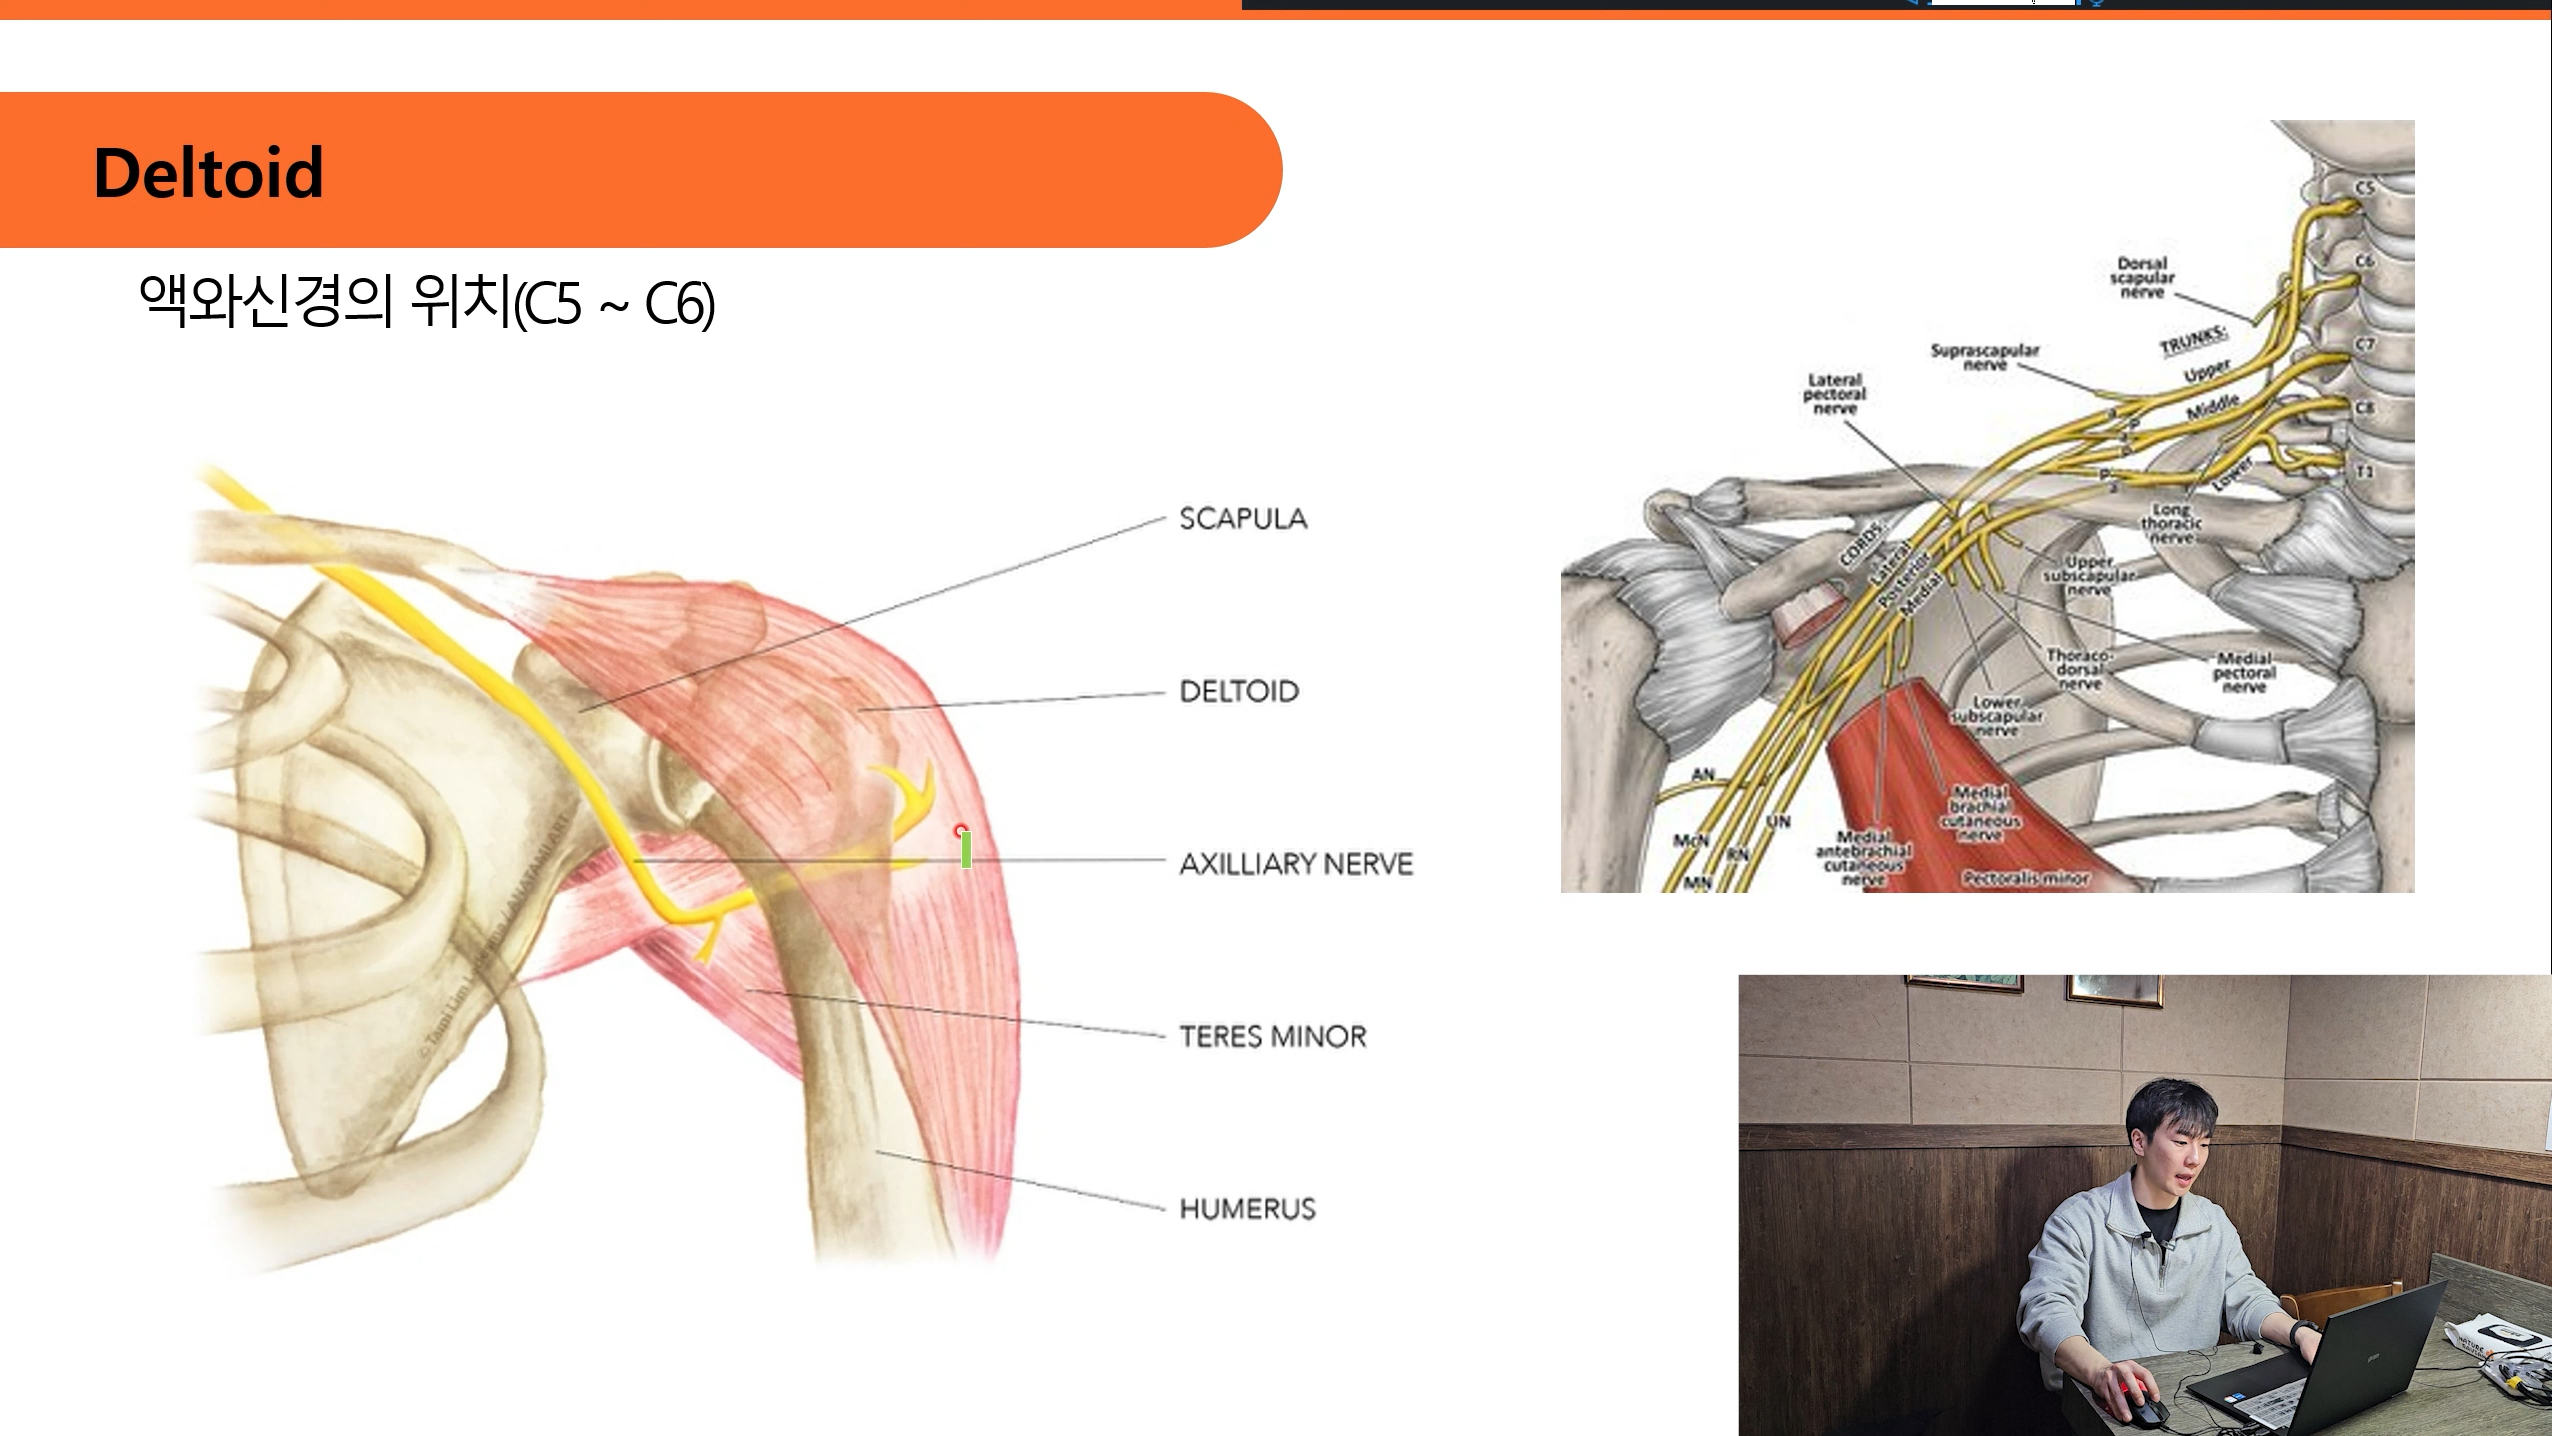 Deltoid
액와신경의 위치(C5 ~ C6)
SCAPULA
DELTOID
AXILLIARY NERVE
TERES MINOR
HUMERUS
C5
C6
Dorsal
scapular
nerve
TRUNKS:
C7
Suprascapular
nerve
Upper
Lateral
pectoral
nerve
Middle
C8
T1
Lower
Long
thoracic
nerve
CORDS:
Lateral
Posterior
Medial
Upper
subscapular
nerve
Thoraco-
dorsal
nerve
Medial
pectoral
nerve
Lower
subscapular
nerve
AN
Medial
brachial
cutaneous
nerve
UN
McN
RN
MN
Medial
antebrachial
cutaneous
nerve
Pectoralis minor